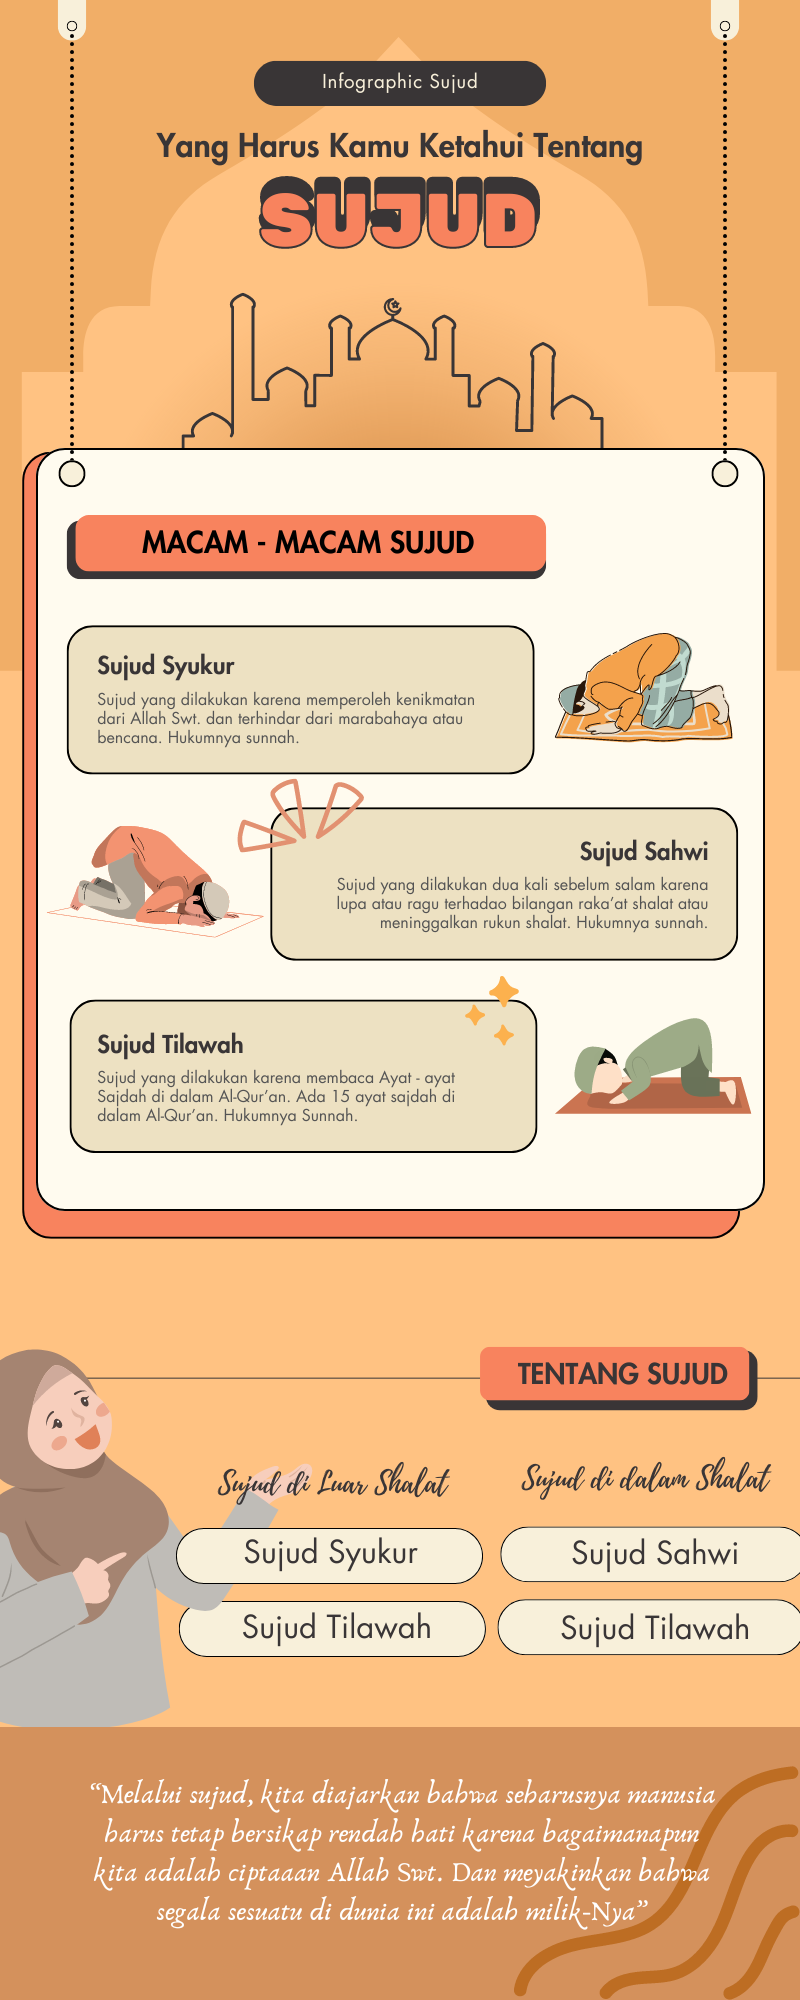 Infographic Sujud
Yang Harus Kamu Ketahui Tentang
SUJUD
MACAM - MACAM SUJUD
Sujud Syukur
Sujud yang dilakukan karena memperoleh kenikmatan
dari Allah Swt. dan terhindar dari marabahaya atau
bencana. Hukumnya sunnah.
Sujud Sahwi
Sujud yang dilakukan dua kali sebelum salam karena
lupa atau ragu terhadao bilangan raka'at shalat atau
meninggalkan rukun shalat. Hukumnya sunnah.
Sujud Tilawah
Sujud yang dilakukan karena membaca Ayat - ayat
Sajdah di dalam Al-Qur'an. Ada 15 ayat sajdah di
dalam Al-Qur'an. Hukumnya Sunnah.
TENTANG SUJUD
Sujud di Luar Shalat
Sujud Syukur
Sujud Tilawah
Sujud di dalam Shalat
Sujud Sahwi
Sujud Tilawah
“Melalui sujud, kita diajarkan bahwa seharusnya manusia
harus tetap bersikap rendah hati karena bagaimanapun
kita adalah ciptaaan Allah Swt. Dan meyakinkan bahwa
segala sesuatu di dunia ini adalah milik-Nya”